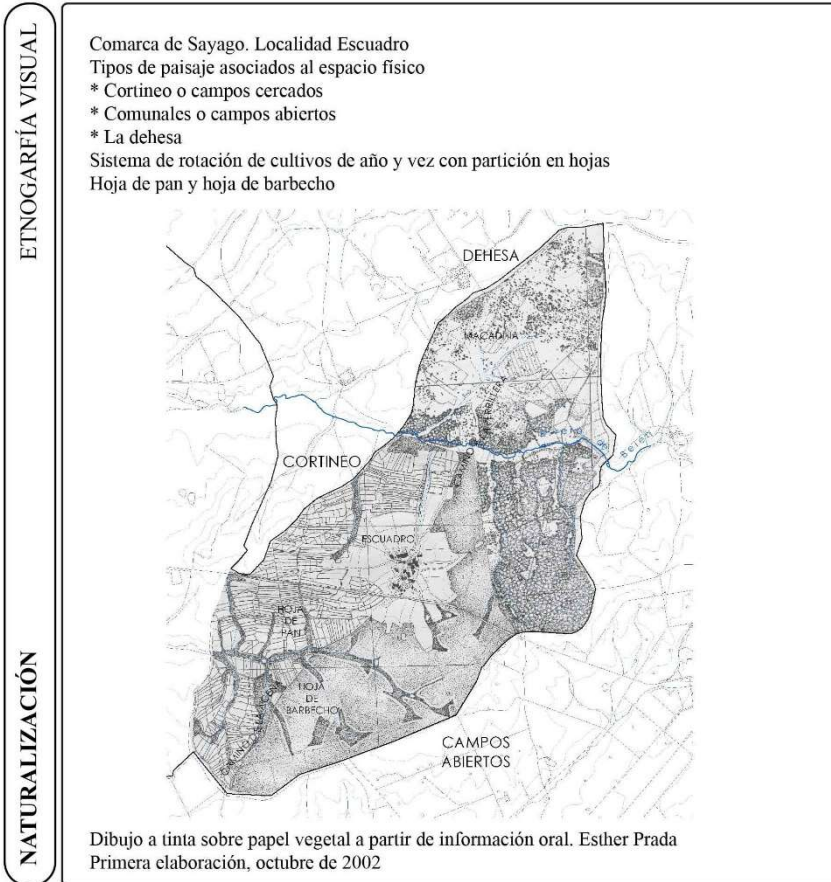 ETNOGARFÍA VISUAL
NATURALIZACIÓN
Comarca de Sayago. Localidad Escuadro
Tipos de paisaje asociados al espacio físico
* Cortineo o campos cercados
* Comunales o campos abiertos
* La dehesa
Sistema de rotación de cultivos de año y vez con partición en hojas
Hoja de pan y hoja de barbecho
DEHESA
MACADINA
CORTINEO
Belén
ESCUADRO
HOJA
DE
PAN
HOJA
DE
BARBECHO
CAMPOS
ABIERTOS
Dibujo a tinta sobre papel vegetal a partir de información oral. Esther Prada
Primera elaboración, octubre de 2002